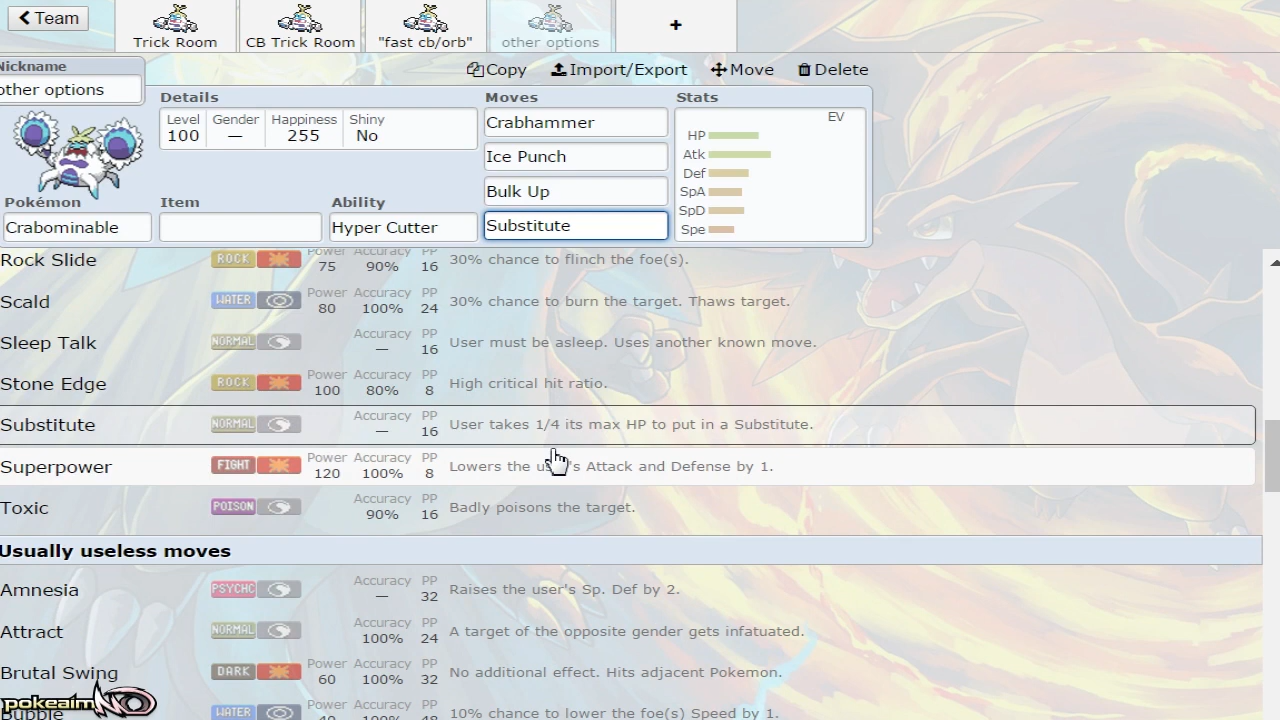 Team
Trick Room
CB Trick Room
"fast cb/orb"
other options
+
Nickname
other options
Copy
Import/Export
Move
Delete
Details
Level
100
Gender
—
Happiness
255
Shiny
No
Moves
Crabhammer
Ice Punch
Bulk Up
Substitute
Stats
EV
HP
Atk
Def
SpA
SpD
Spe
Pokémon
Crabominable
Item
Ability
Hyper Cutter
Rock Slide ROCK Power 75 Accuracy 90% PP 16 30% chance to flinch the foe(s).
Scald WATER Power 80 Accuracy 100% PP 24 30% chance to burn the target. Thaws target.
Sleep Talk NORMAL Accuracy — PP 16 User must be asleep. Uses another known move.
Stone Edge ROCK Power 100 Accuracy 80% PP 8 High critical hit ratio.
Substitute NORMAL Accuracy — PP 16 User takes 1/4 its max HP to put in a Substitute.
Superpower FIGHT Power 120 Accuracy 100% PP 8 Lowers the user's Attack and Defense by 1.
Toxic POISON Accuracy 90% PP 16 Badly poisons the target.
Usually useless moves
Amnesia PSYCHC Accuracy — PP 32 Raises the user's Sp. Def by 2.
Attract NORMAL Accuracy 100% PP 24 A target of the opposite gender gets infatuated.
Brutal Swing DARK Power 60 Accuracy 100% PP 32 No additional effect. Hits adjacent Pokemon.
Bubble WATER Power 40 Accuracy 100% PP 48 10% chance to lower the foe(s) Speed by 1.
pokeaimMD